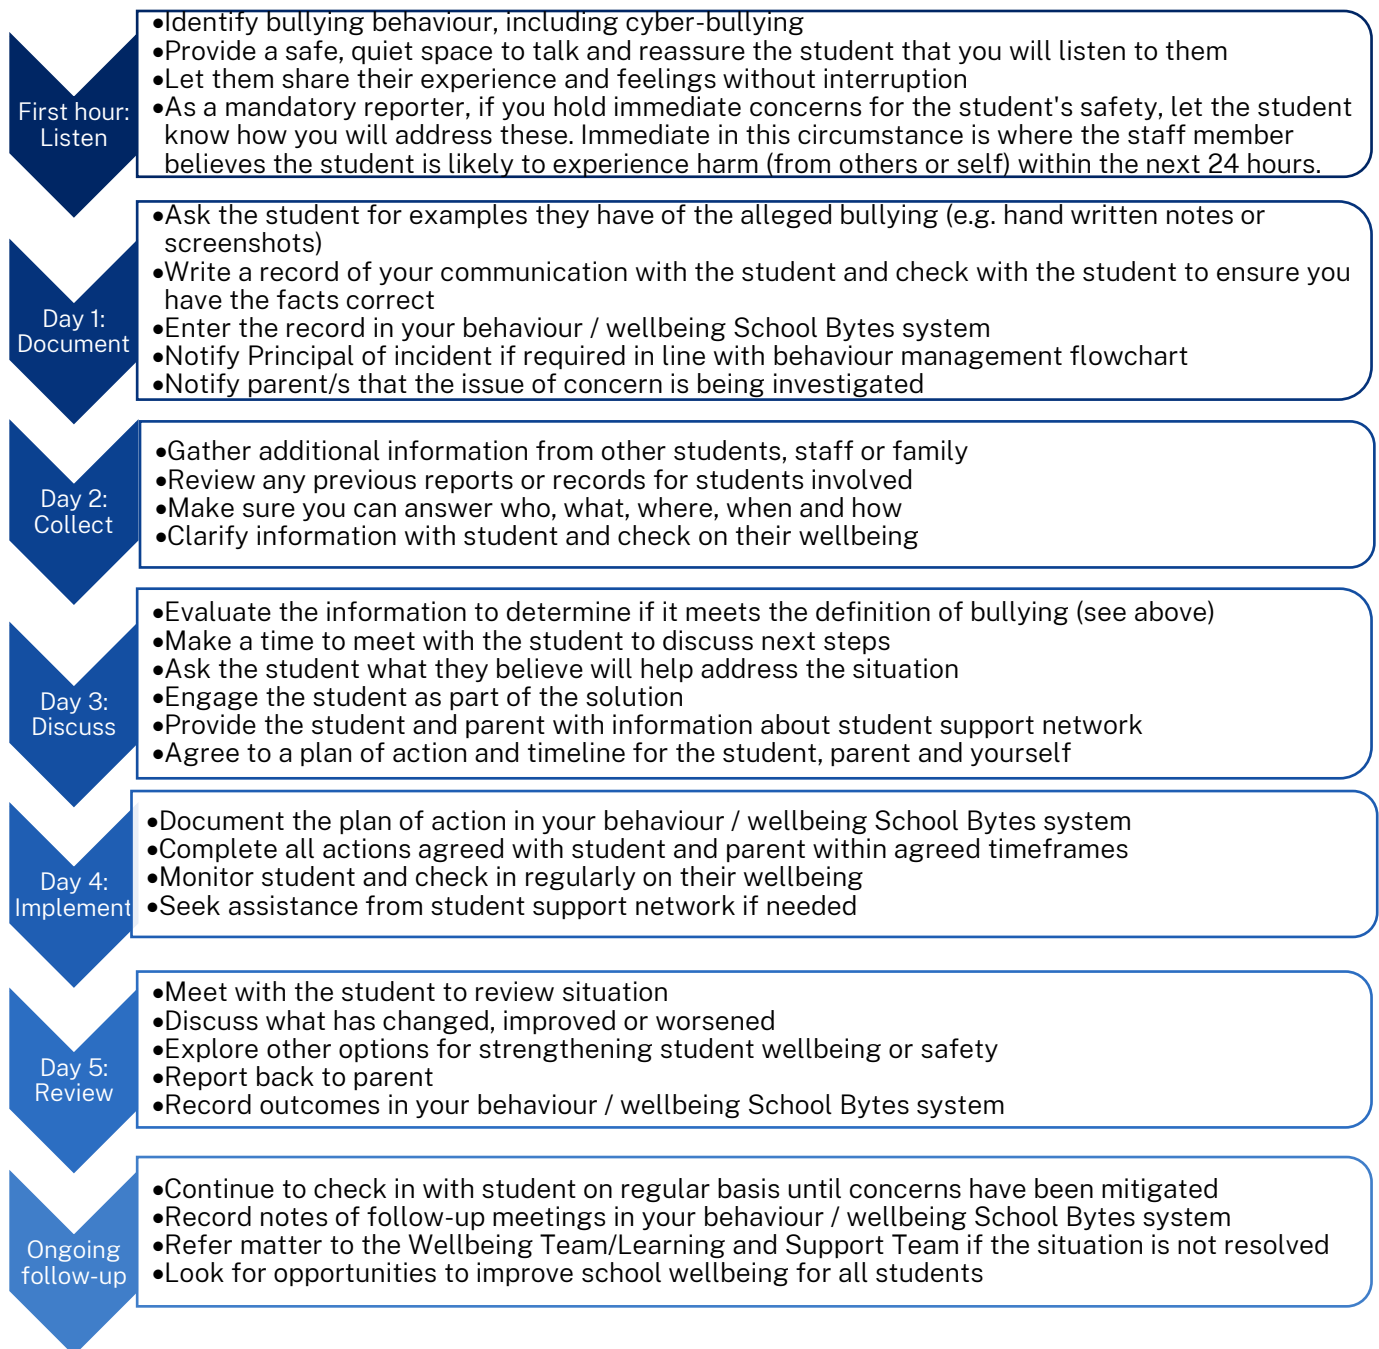 First hour:
Listen
•Identify bullying behaviour, including cyber-bullying
•Provide a safe, quiet space to talk and reassure the student that you will listen to them
•Let them share their experience and feelings without interruption
•As a mandatory reporter, if you hold immediate concerns for the student's safety, let the student
know how you will address these. Immediate in this circumstance is where the staff member
believes the student is likely to experience harm (from others or self) within the next 24 hours.
Day 1:
Document
•Ask the student for examples they have of the alleged bullying (e.g. hand written notes or
screenshots)
•Write a record of your communication with the student and check with the student to ensure you
have the facts correct
•Enter the record in your behaviour / wellbeing School Bytes system
•Notify Principal of incident if required in line with behaviour management flowchart
•Notify parent/s that the issue of concern is being investigated
Day 2:
Collect
•Gather additional information from other students, staff or family
•Review any previous reports or records for students involved
•Make sure you can answer who, what, where, when and how
•Clarify information with student and check on their wellbeing
Day 3:
Discuss
•Evaluate the information to determine if it meets the definition of bullying (see above)
•Make a time to meet with the student to discuss next steps
•Ask the student what they believe will help address the situation
•Engage the student as part of the solution
•Provide the student and parent with information about student support network
•Agree to a plan of action and timeline for the student, parent and yourself
Day 4:
Implement
•Document the plan of action in your behaviour / wellbeing School Bytes system
•Complete all actions agreed with student and parent within agreed timeframes
•Monitor student and check in regularly on their wellbeing
•Seek assistance from student support network if needed
Day 5:
Review
•Meet with the student to review situation
•Discuss what has changed, improved or worsened
•Explore other options for strengthening student wellbeing or safety
•Report back to parent
•Record outcomes in your behaviour / wellbeing School Bytes system
Ongoing
follow-up
•Continue to check in with student on regular basis until concerns have been mitigated
•Record notes of follow-up meetings in your behaviour / wellbeing School Bytes system
•Refer matter to the Wellbeing Team/Learning and Support Team if the situation is not resolved
•Look for opportunities to improve school wellbeing for all students